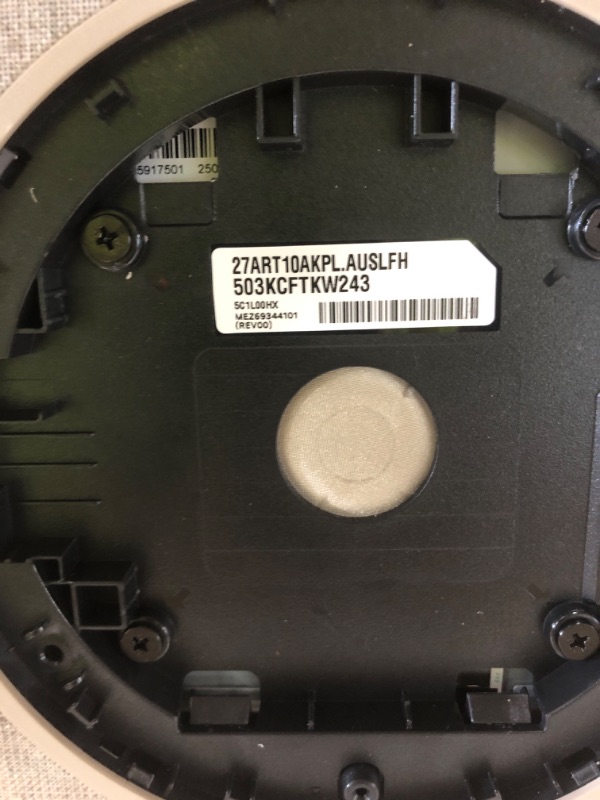 5917501 250
27ART10AKPL.AUSLFH
503KCFTKW243
5C1L00HX
MEZ69344101
(REV00)